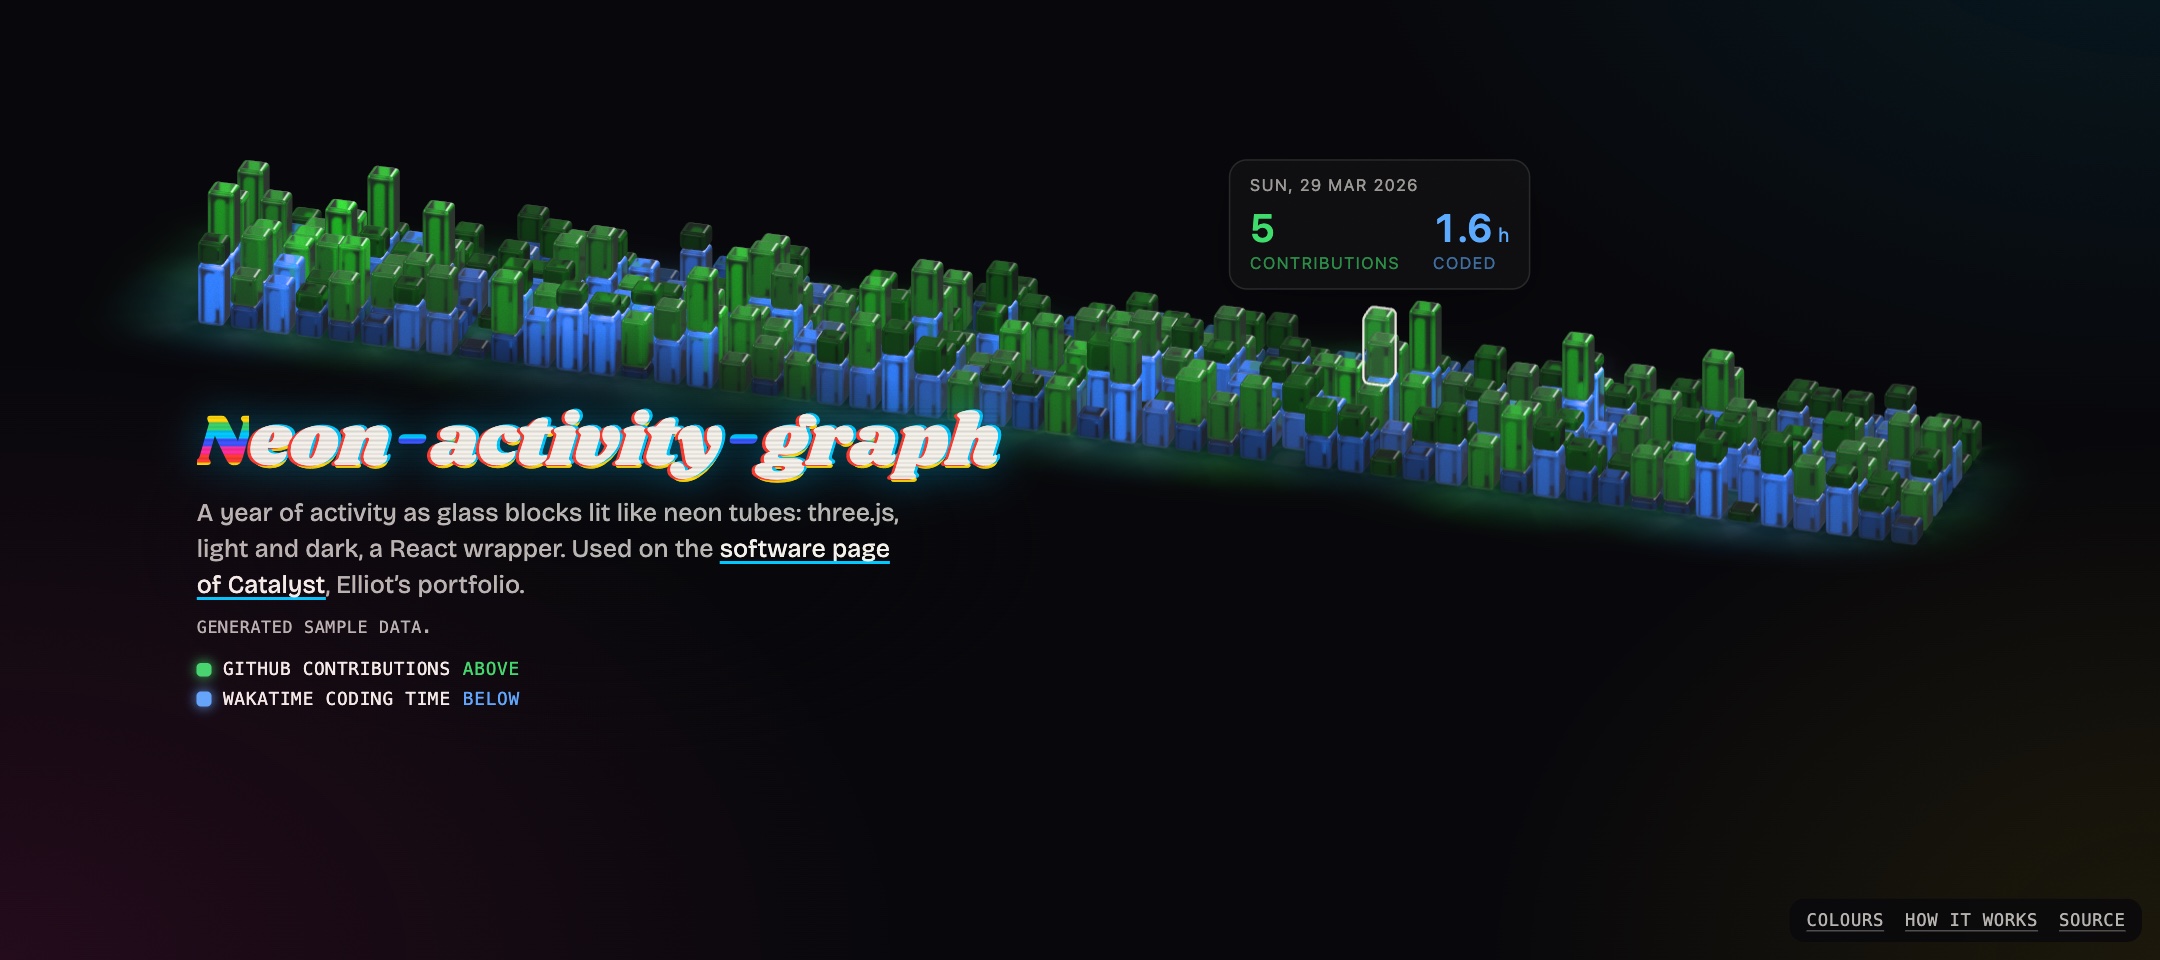 SUN, 29 MAR 2026
5 1.6 h
CONTRIBUTIONS CODED
Neon-activity-graph
A year of activity as glass blocks lit like neon tubes: three.js,
light and dark, a React wrapper. Used on the software page
of Catalyst, Elliot's portfolio.
GENERATED SAMPLE DATA.
GITHUB CONTRIBUTIONS ABOVE
WAKATIME CODING TIME BELOW
COLOURS HOW IT WORKS SOURCE